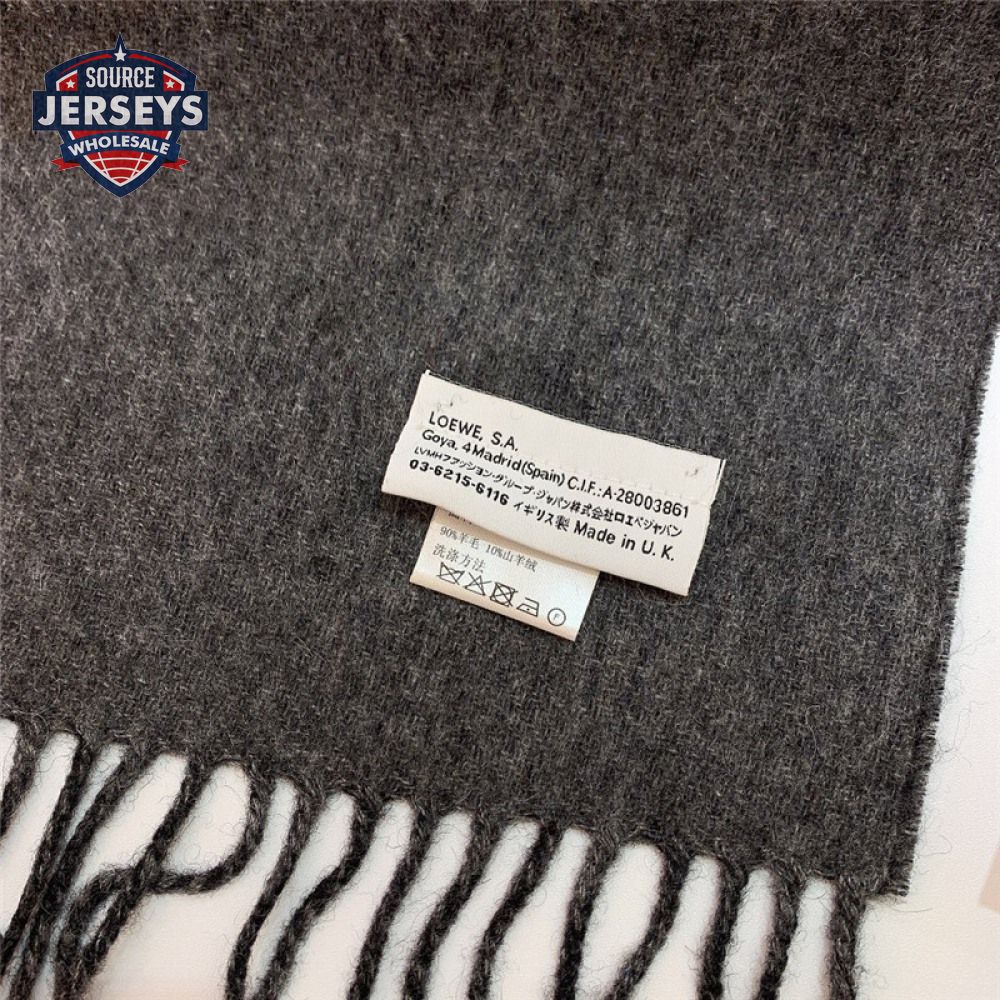 SOURCE
JERSEYS
WHOLESALE
LOEWE, S.A.
Goya, 4 Madrid(Spain) C.I.F.: A-28003861
LVMHファッション・グループ・ジャパン株式会社ロエベジャパン
03-6215-6116 イギリス製 Made in U. K.
90%羊毛 10%山羊绒
洗涤方法
F